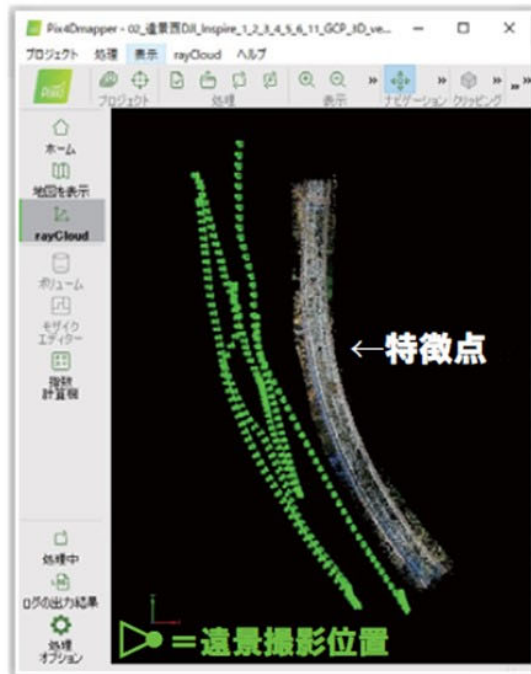 Pix4Dmapper - 02_遠景西DJI_Inspire_1_2_3_4_5_6_11_GCP_3D_ve...
プロジェクト 処理 表示 rayCloud ヘルプ
プロジェクト 処理 表示 ナビゲーション クリッピング
ホーム
地図を表示
rayCloud
ボリューム
モザイク
エディター
指数
計算機
←特徴点
処理中
ログの出力結果
処理
オプション
=遠景撮影位置